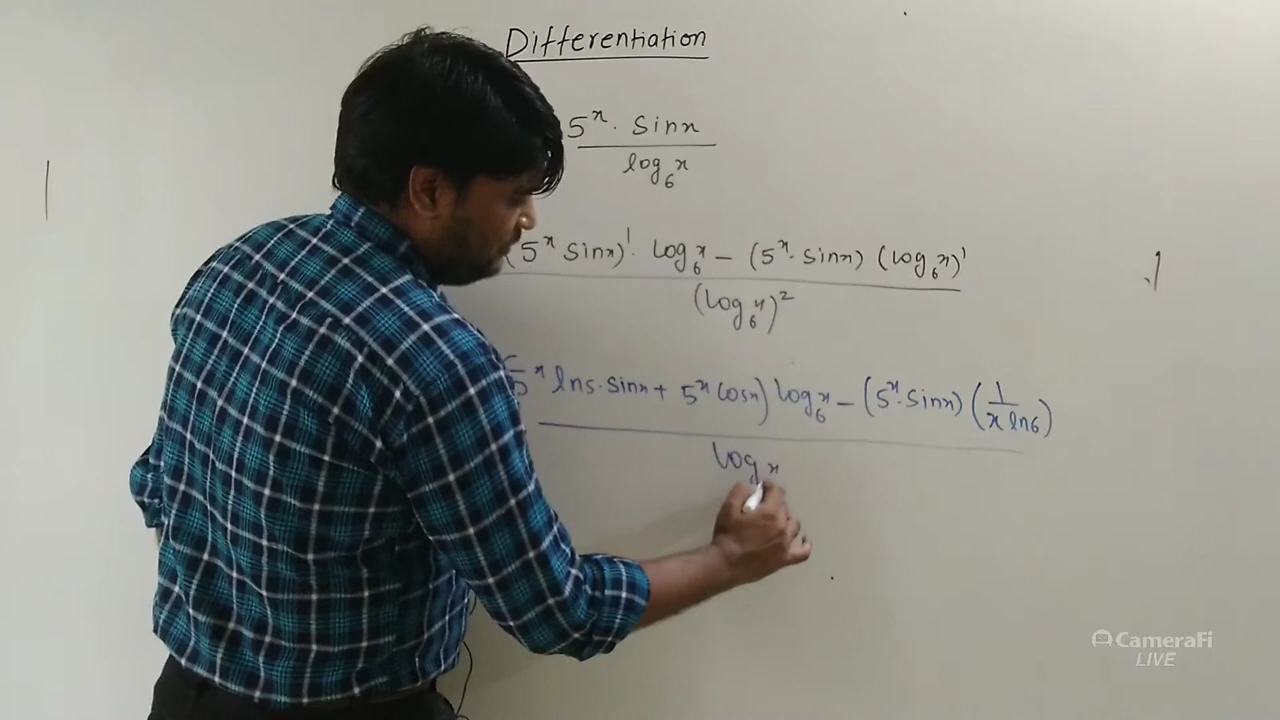 Differentiation
5^x · sinx
log_6 x
(5^x sinx)' · log_6 x − (5^x · sinx) (log_6 x)'
(log_6 x)^2
(5^x ln5 · sinx + 5^x cosx) log_6 x − (5^x · sinx) (1/(x ln6))
log x
CameraFi
LIVE